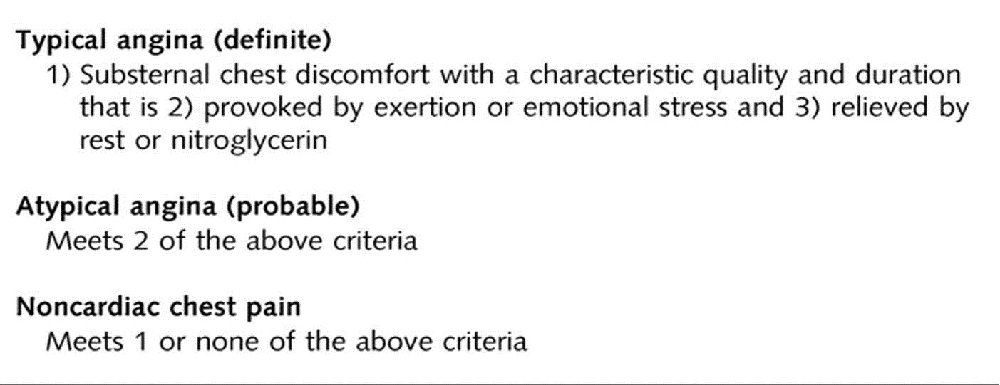 Typical angina (definite)
1) Substernal chest discomfort with a characteristic quality and duration
that is 2) provoked by exertion or emotional stress and 3) relieved by
rest or nitroglycerin
Atypical angina (probable)
Meets 2 of the above criteria
Noncardiac chest pain
Meets 1 or none of the above criteria